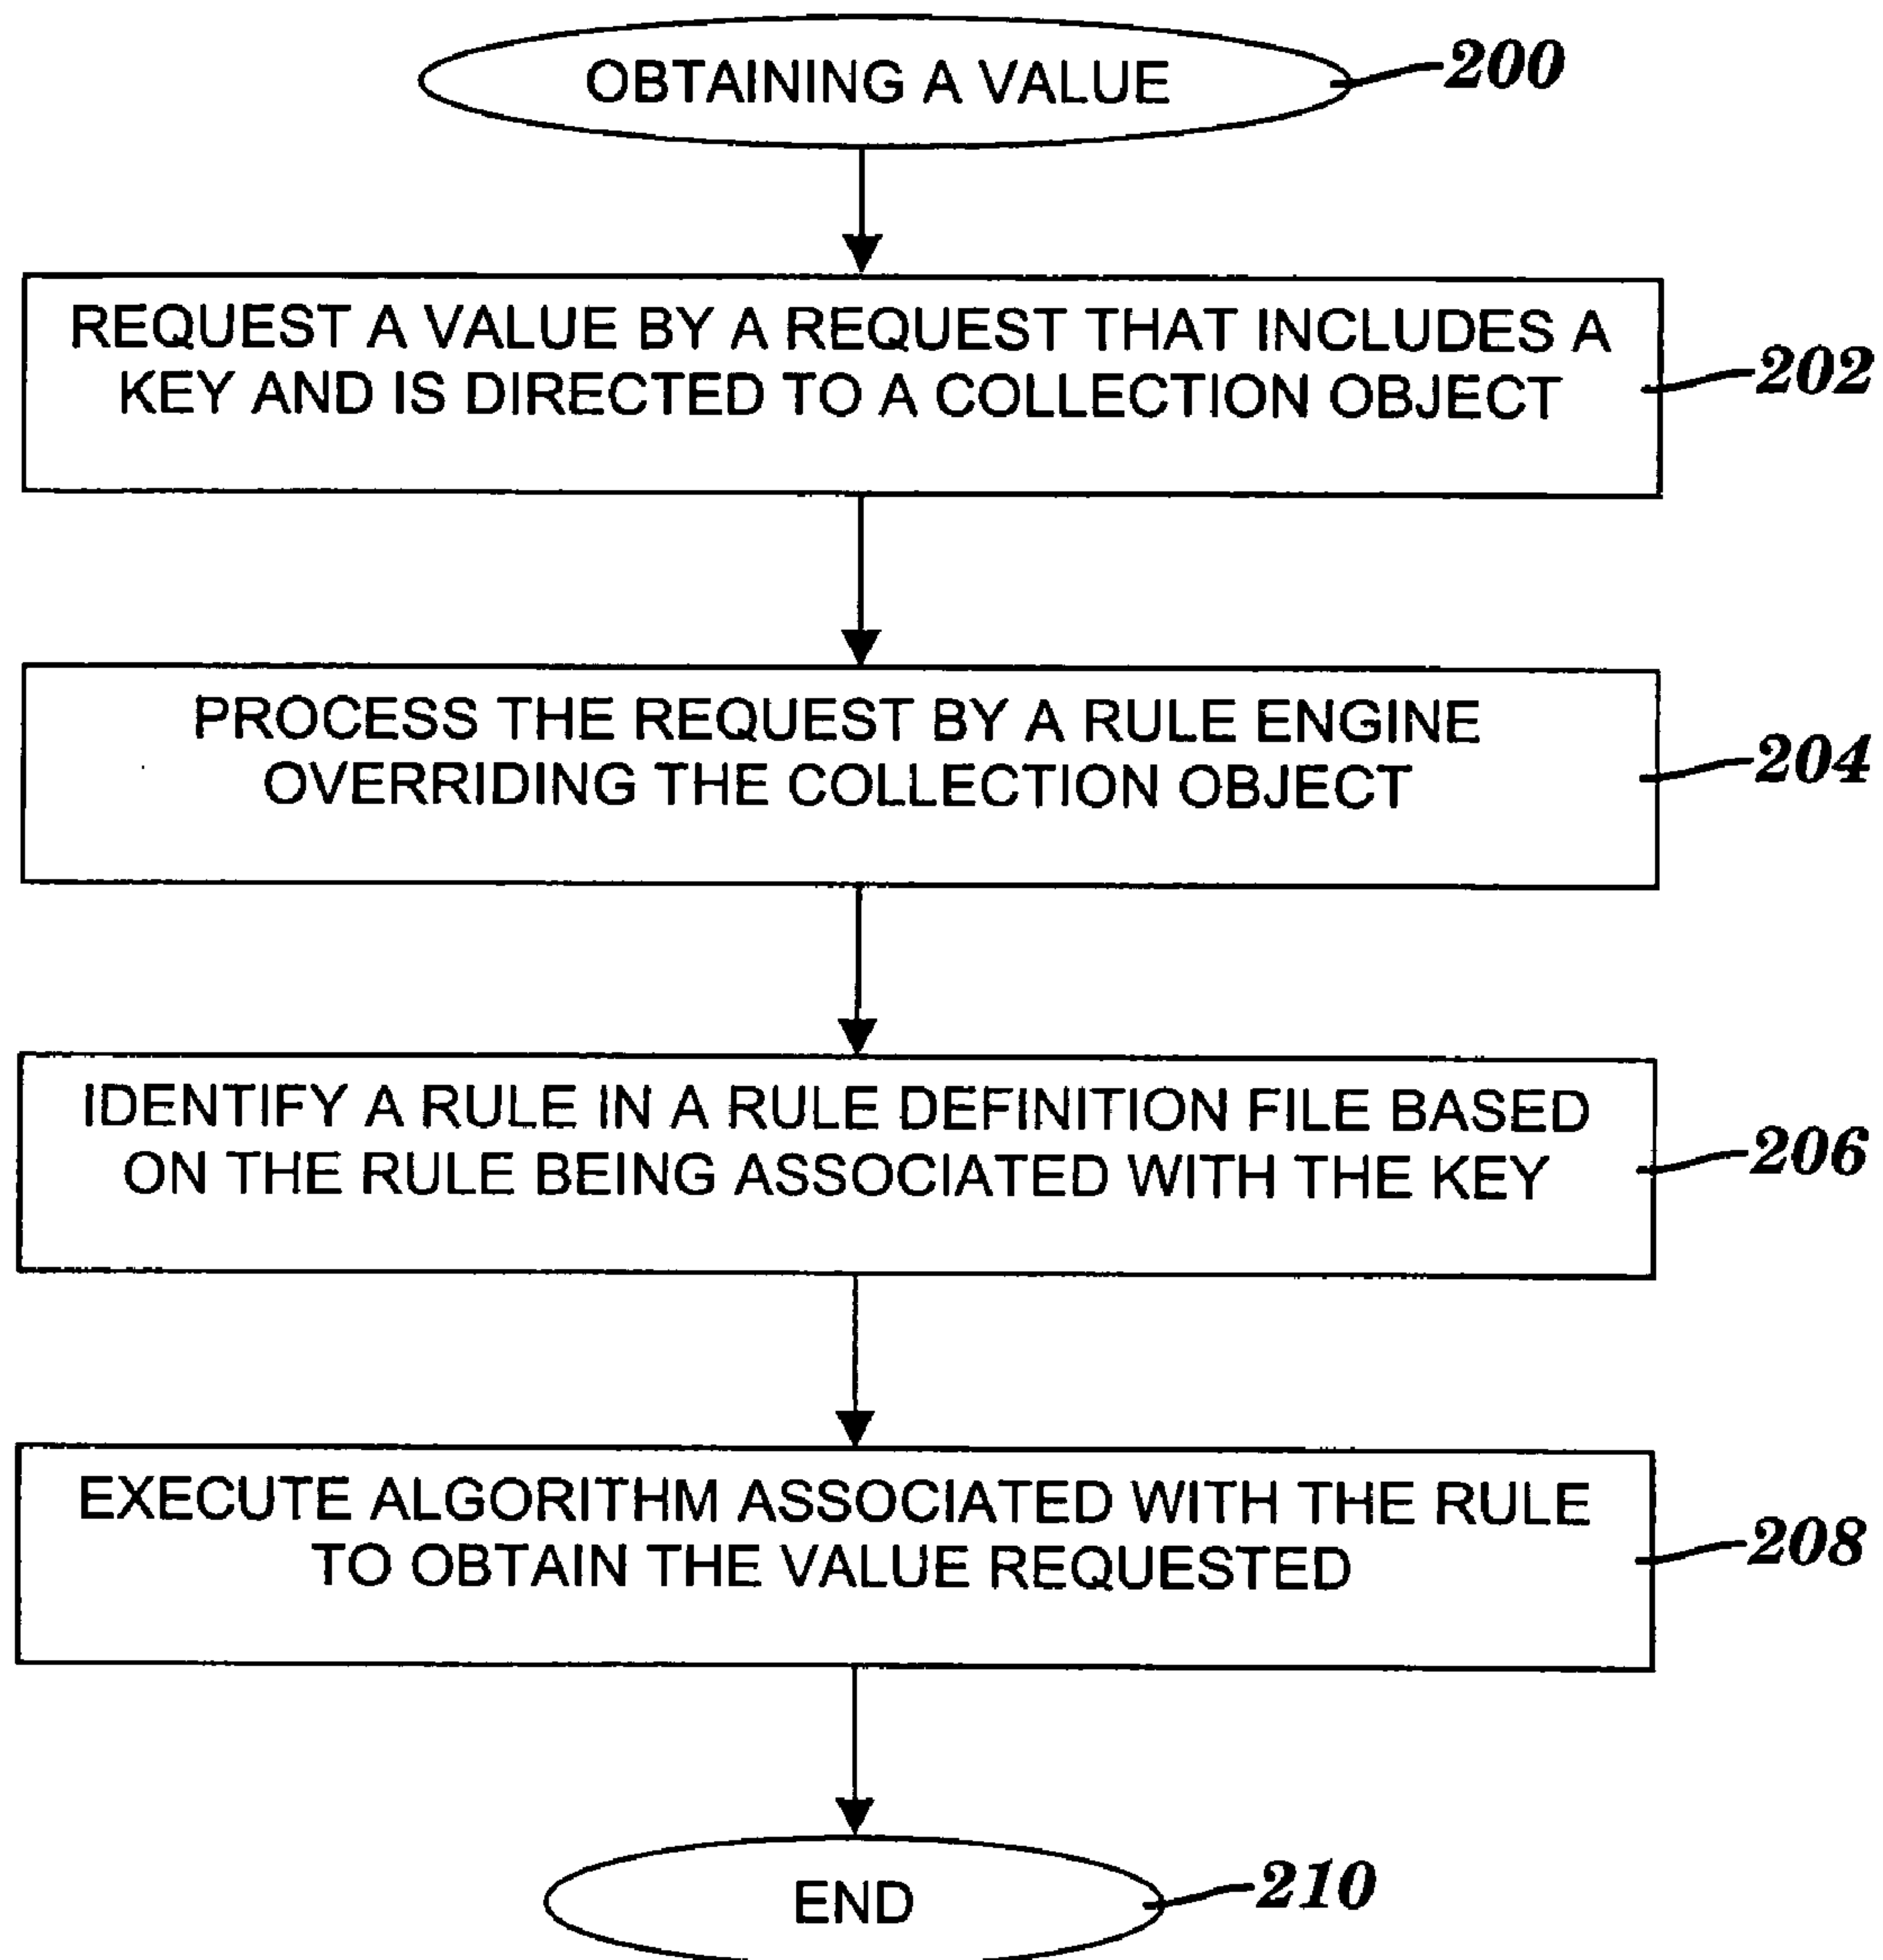 OBTAINING A VALUE
200
REQUEST A VALUE BY A REQUEST THAT INCLUDES A
KEY AND IS DIRECTED TO A COLLECTION OBJECT
202
PROCESS THE REQUEST BY A RULE ENGINE
OVERRIDING THE COLLECTION OBJECT
204
IDENTIFY A RULE IN A RULE DEFINITION FILE BASED
ON THE RULE BEING ASSOCIATED WITH THE KEY
206
EXECUTE ALGORITHM ASSOCIATED WITH THE RULE
TO OBTAIN THE VALUE REQUESTED
208
END
210